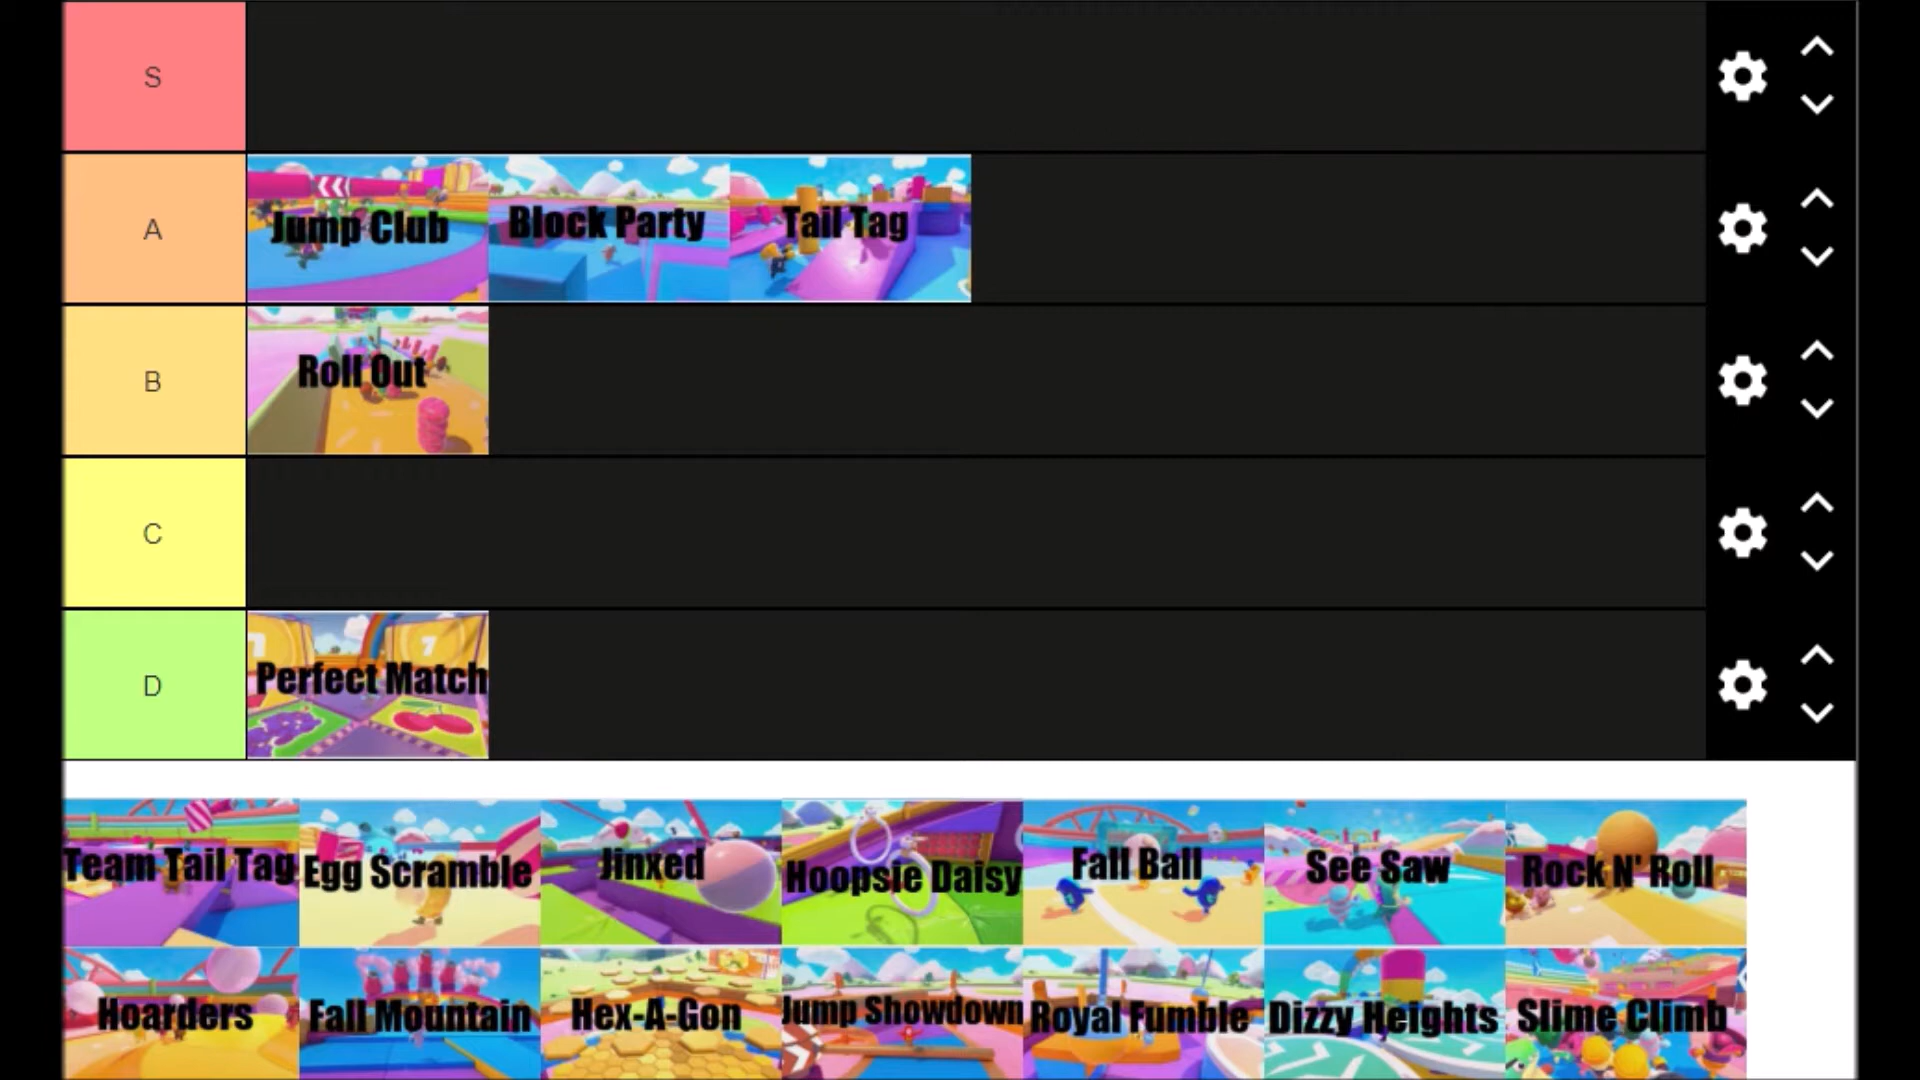 S
A
Jump Club
Block Party
Tail Tag
B
Roll Out
C
D
Perfect Match
7
Team Tail Tag
Egg Scramble
Jinxed
Hoopsie Daisy
Fall Ball
See Saw
Rock N' Roll
Hoarders
Fall Mountain
Hex-A-Gon
Jump Showdown
Royal Fumble
Dizzy Heights
Slime Climb